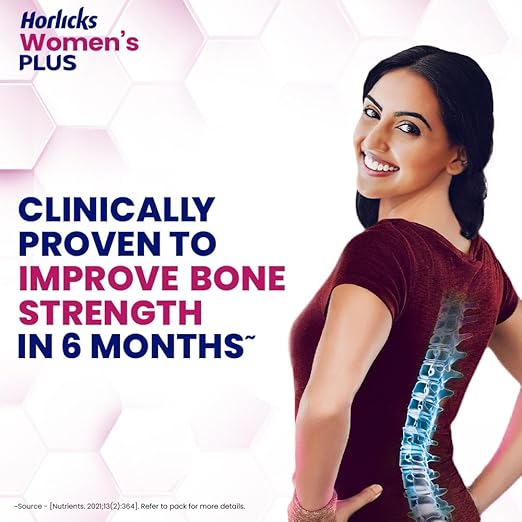 Horlicks
Women's
PLUS
CLINICALLY
PROVEN TO
IMPROVE BONE
STRENGTH
IN 6 MONTHS~
~Source - [Nutrients. 2021;13(2):364]. Refer to pack for more details.